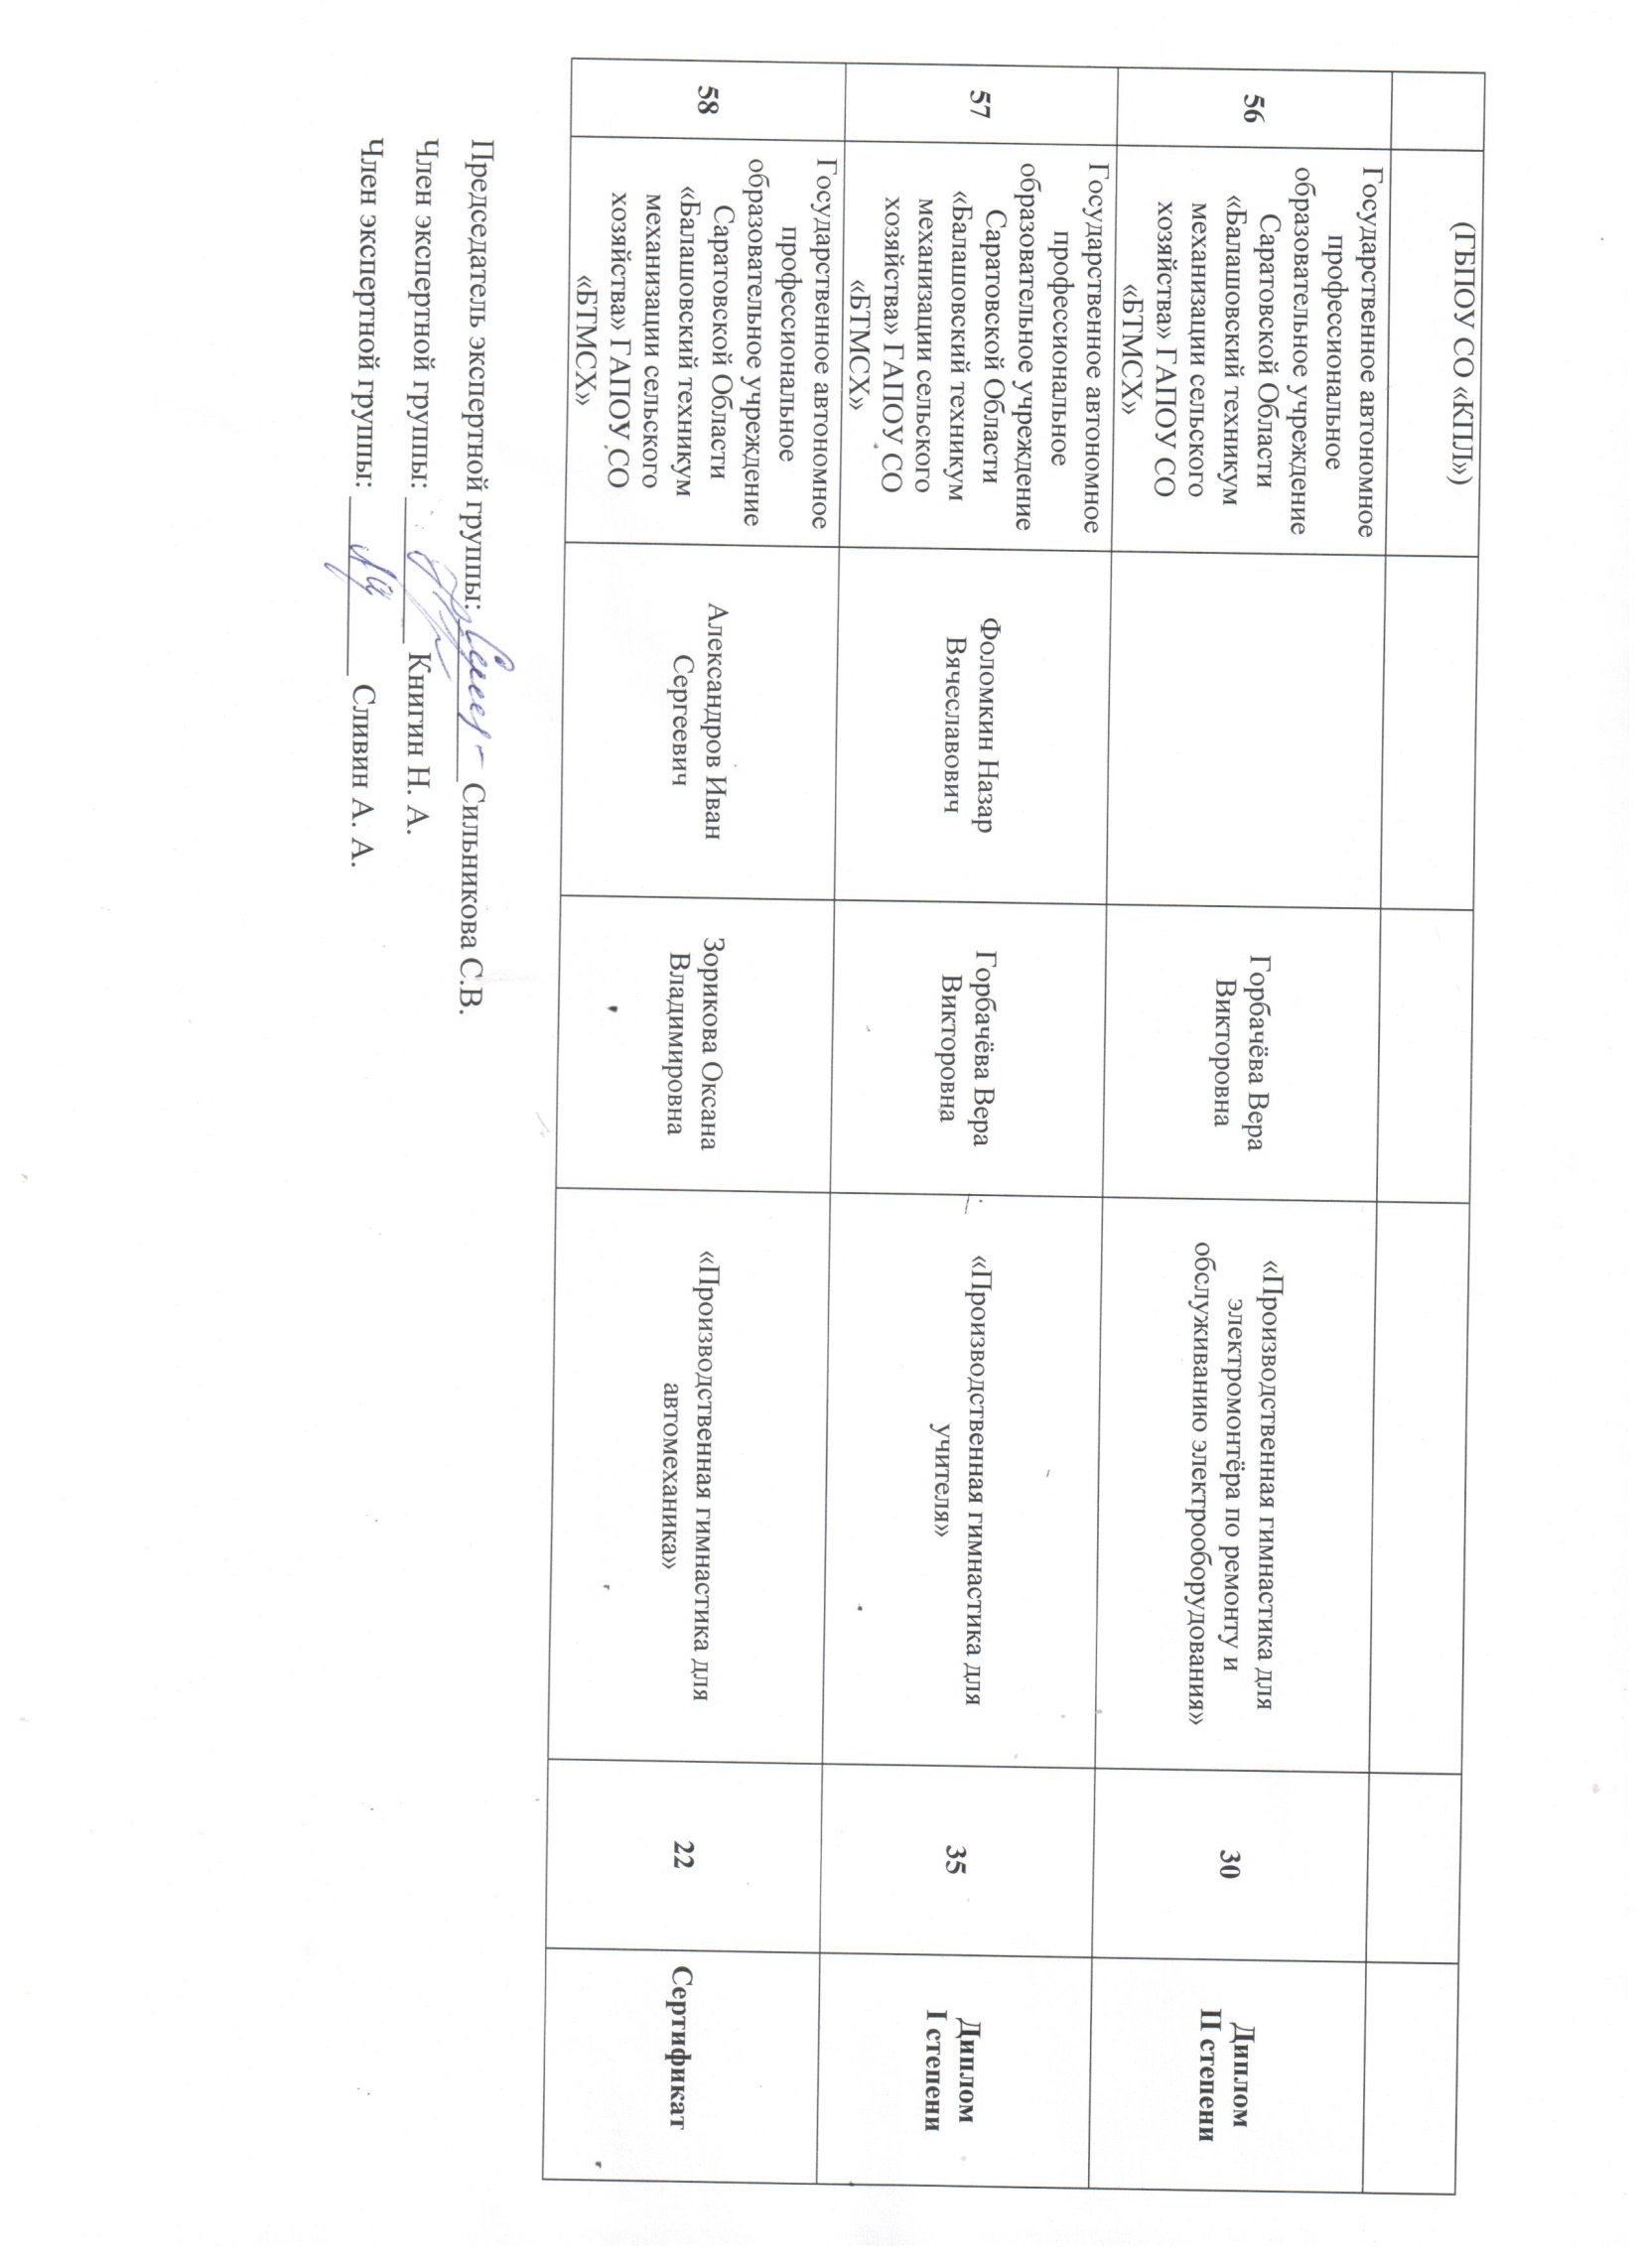 (ГБПОУ СО «КПЛ»)
56
Государственное автономное
профессиональное
образовательное учреждение
Саратовской Области
«Балашовский техникум
механизации сельского
хозяйства» ГАПОУ СО
«БТМСХ»
Горбачёва Вера
Викторовна
«Производственная гимнастика для
электромонтёра по ремонту и
обслуживанию электрооборудования»
30
Диплом
II степени
57
Государственное автономное
профессиональное
образовательное учреждение
Саратовской Области
«Балашовский техникум
механизации сельского
хозяйства» ГАПОУ СО
«БТМСХ»
Фоломкин Назар
Вячеславович
Горбачёва Вера
Викторовна
«Производственная гимнастика для
учителя»
35
Диплом
I степени
58
Государственное автономное
профессиональное
образовательное учреждение
Саратовской Области
«Балашовский техникум
механизации сельского
хозяйства» ГАПОУ СО
«БТМСХ»
Александров Иван
Сергеевич
Зорикова Оксана
Владимировна
«Производственная гимнастика для
автомеханика»
22
Сертификат
Председатель экспертной группы: Сильникова С.В.
Член экспертной группы: Книгин Н. А.
Член экспертной группы: Сливин А. А.